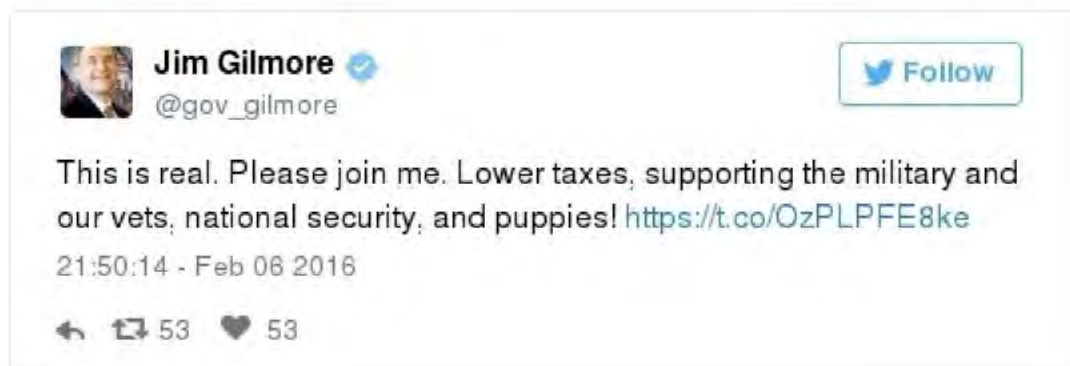 Jim Gilmore
@gov_gilmore
Follow
This is real. Please join me. Lower taxes, supporting the military and
our vets, national security, and puppies! https://t.co/OzPLPFE8ke
21:50:14 - Feb 06 2016
53 53